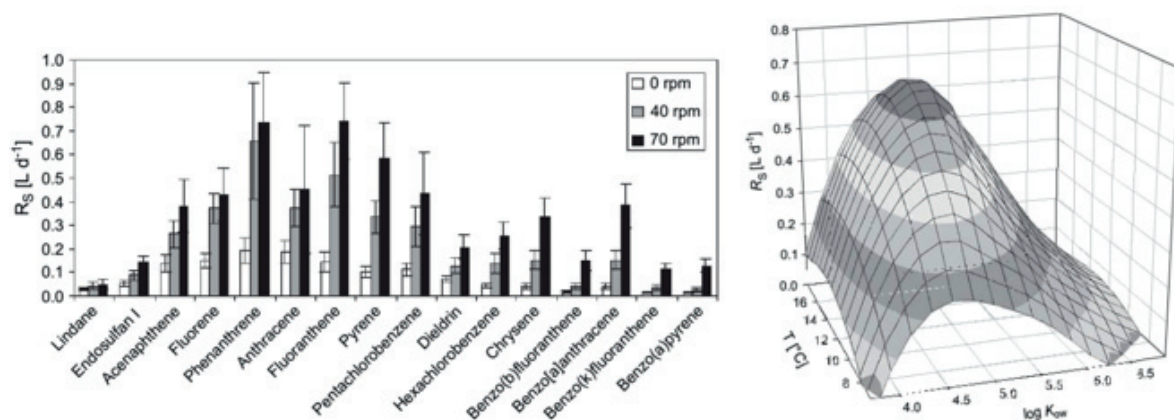 R_S [L d⁻¹]
1.0
0.9
0.8
0.7
0.6
0.5
0.4
0.3
0.2
0.1
0.0
0 rpm
40 rpm
70 rpm
Lindane
Endosulfan I
Acenaphthene
Fluorene
Phenanthrene
Anthracene
Fluoranthene
Pyrene
Pentachlorobenzene
Dieldrin
Hexachlorobenzene
Chrysene
Benzo(b)fluoranthene
Benzo[a]anthracene
Benzo(k)fluoranthene
Benzo(a)pyrene
R_S [L d⁻¹]
0.8
0.7
0.6
0.5
0.4
0.3
0.2
0.1
0.0
T [°C]
16
14
12
10
8
4.0
4.5
5.0
5.5
6.0
6.5
log K_ow